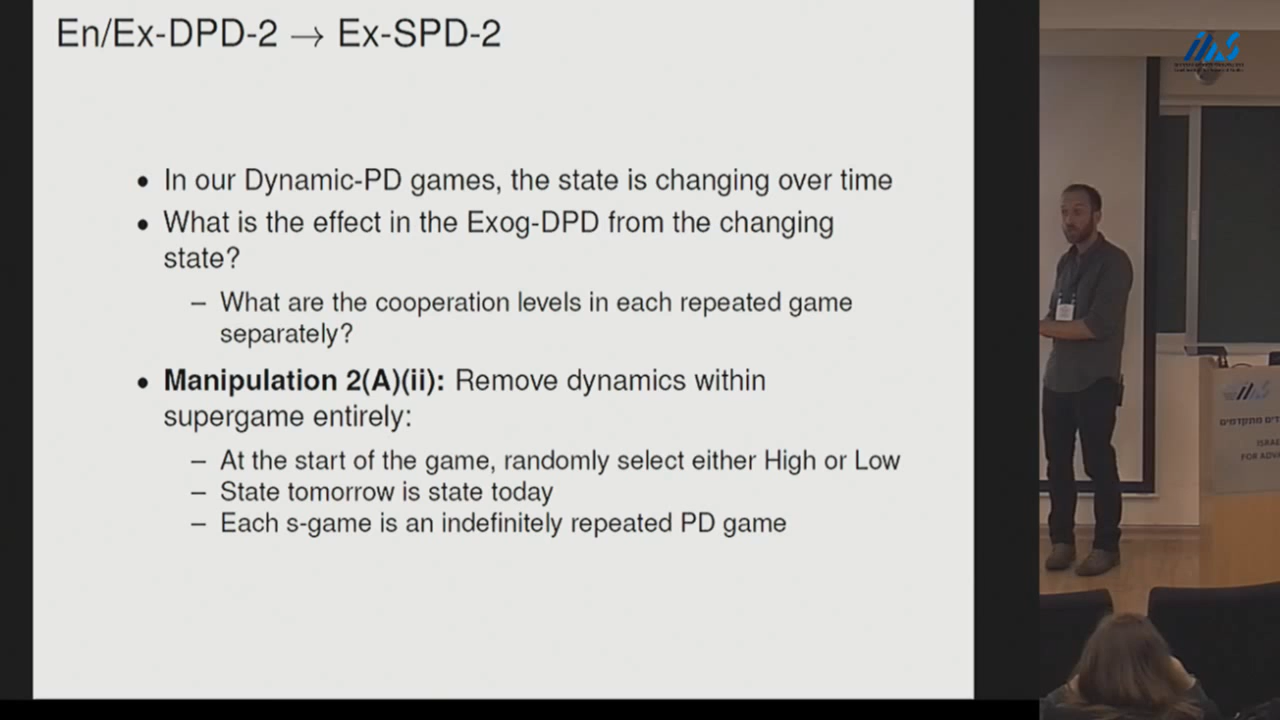 En/Ex-DPD-2 → Ex-SPD-2
• In our Dynamic-PD games, the state is changing over time
• What is the effect in the Exog-DPD from the changing
state?
– What are the cooperation levels in each repeated game
separately?
• Manipulation 2(A)(ii): Remove dynamics within
supergame entirely:
– At the start of the game, randomly select either High or Low
– State tomorrow is state today
– Each s-game is an indefinitely repeated PD game